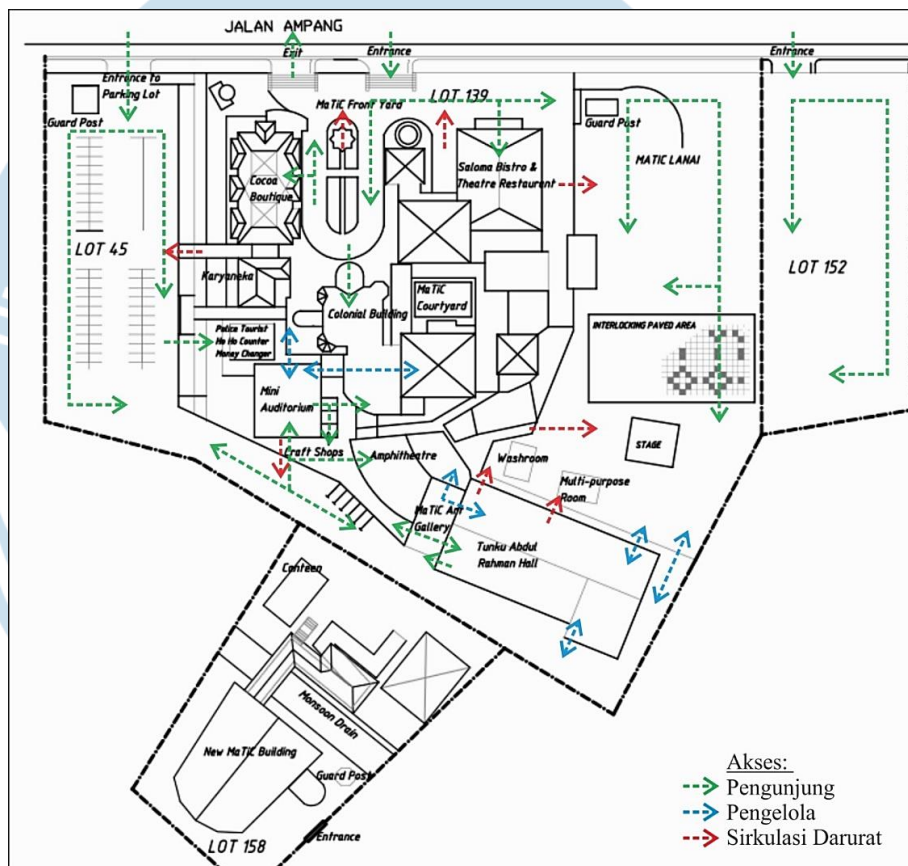 JALAN AMPANG
Exit
Entrance
Entrance
Entrance to
Parking Lot
Guard Post
MaTiC Front Yard
LOT 139
Guard Post
MATIC LANAI
Cocoa
Boutique
Saloma Bistro &
Theatre Restaurant
LOT 45
LOT 152
Karyaneka
MaTiC
Courtyard
Colonial Building
Police Tourist
Ho Ho Counter
Money Changer
INTERLOCKING PAVED AREA
Mini
Auditorium
STAGE
Craft Shops
Amphitheatre
Washroom
Multi-purpose
Room
MaTiC Art
Gallery
Tunku Abdul
Rahman Hall
Canteen
Monsoon Drain
New MaTiC Building
Guard Post
Entrance
LOT 158
Akses:
Pengunjung
Pengelola
Sirkulasi Darurat